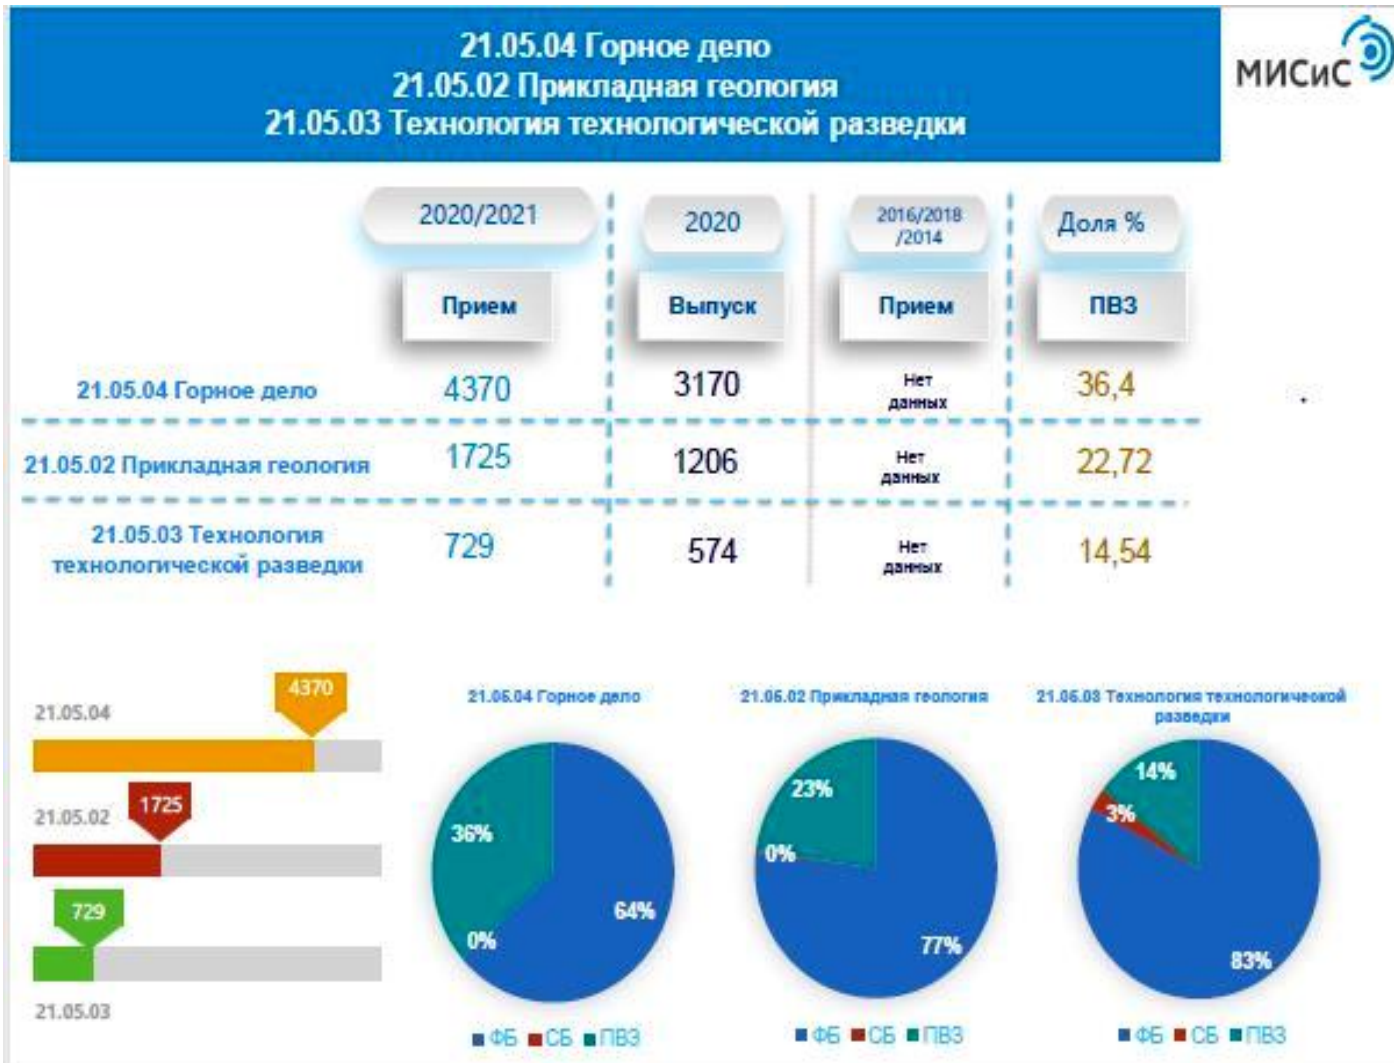 21.05.04 Горное дело
21.05.02 Прикладная геология
21.05.03 Технология технологической разведки
МИСиС
2020/2021
2020
2016/2018
/2014
Доля %
Прием
Выпуск
Прием
ПВЗ
21.05.04 Горное дело
4370
3170
Нет
данных
36,4
21.05.02 Прикладная геология
1725
1206
Нет
данных
22,72
21.05.03 Технология
технологической разведки
729
574
Нет
данных
14,54
21.05.04
4370
21.05.02
1725
729
21.05.03
21.05.04 Горное дело
36%
0%
64%
ФБ СБ ПВЗ
21.05.02 Прикладная геология
23%
0%
77%
ФБ СБ ПВЗ
21.05.03 Технология технологической
разведки
14%
3%
83%
ФБ СБ ПВЗ